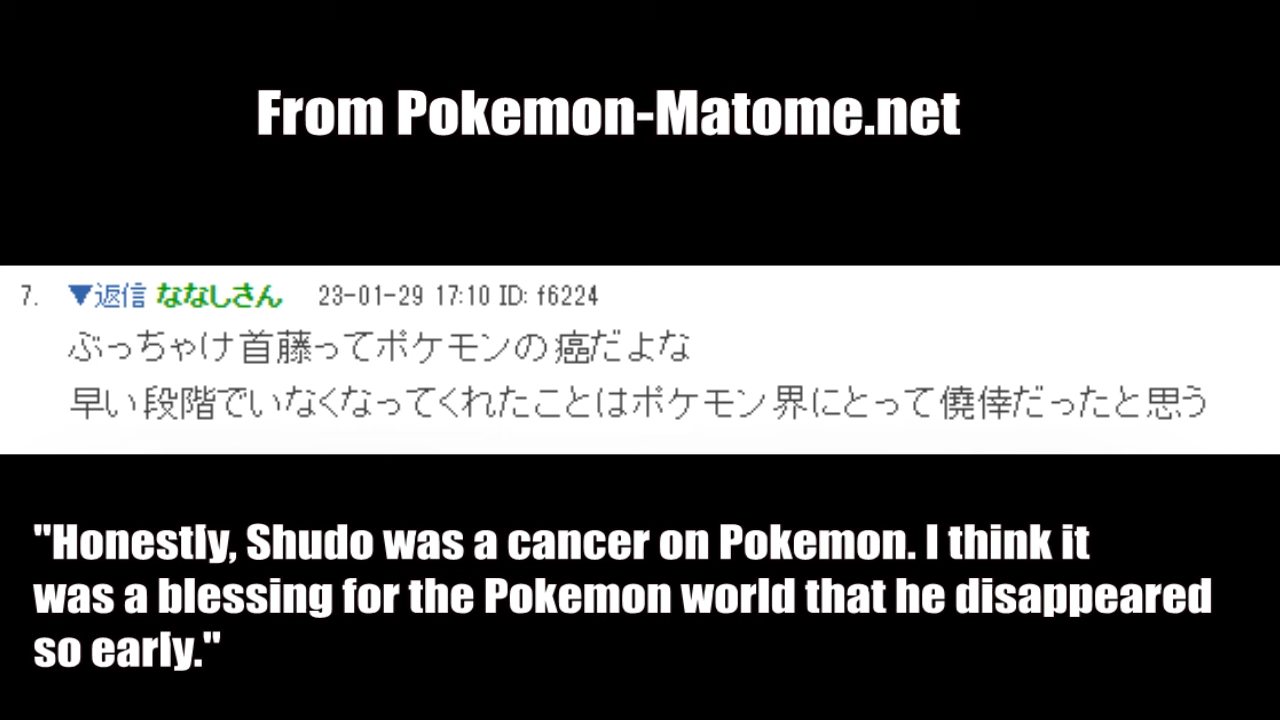 From Pokemon-Matome.net
7. ▼返信 ななしさん 23-01-29 17:10 ID: f6224
ぶっちゃけ首藤ってポケモンの癌だよな
早い段階でいなくなってくれたことはポケモン界にとって僥倖だったと思う
"Honestly, Shudo was a cancer on Pokemon. I think it
was a blessing for the Pokemon world that he disappeared
so early."